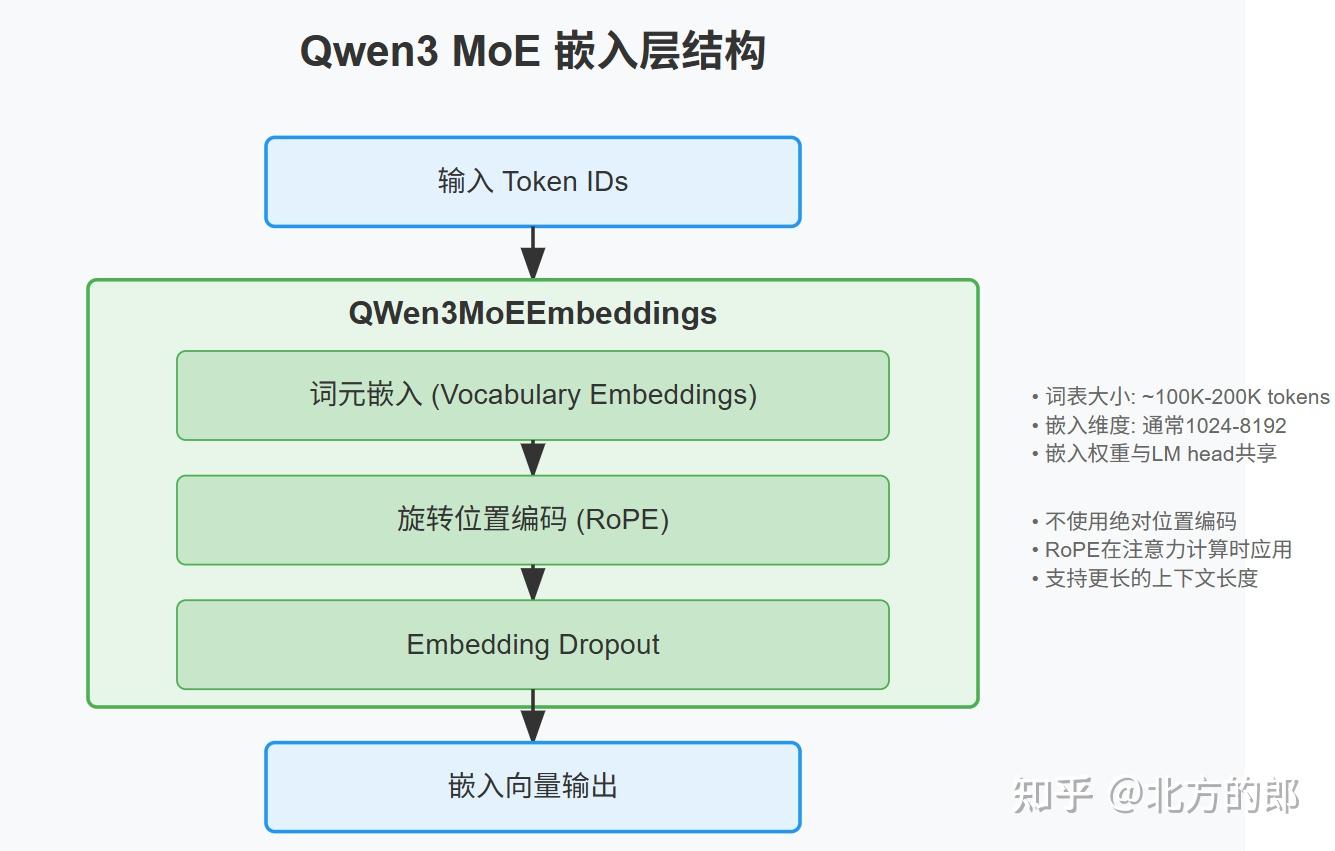 Qwen3 MoE 嵌入层结构
输入 Token IDs
QWen3MoEEmbeddings
词元嵌入 (Vocabulary Embeddings)
• 词表大小: ~100K-200K tokens
• 嵌入维度: 通常1024-8192
• 嵌入权重与LM head共享
旋转位置编码 (RoPE)
• 不使用绝对位置编码
• RoPE在注意力计算时应用
• 支持更长的上下文长度
Embedding Dropout
嵌入向量输出
知乎 @北方的郎